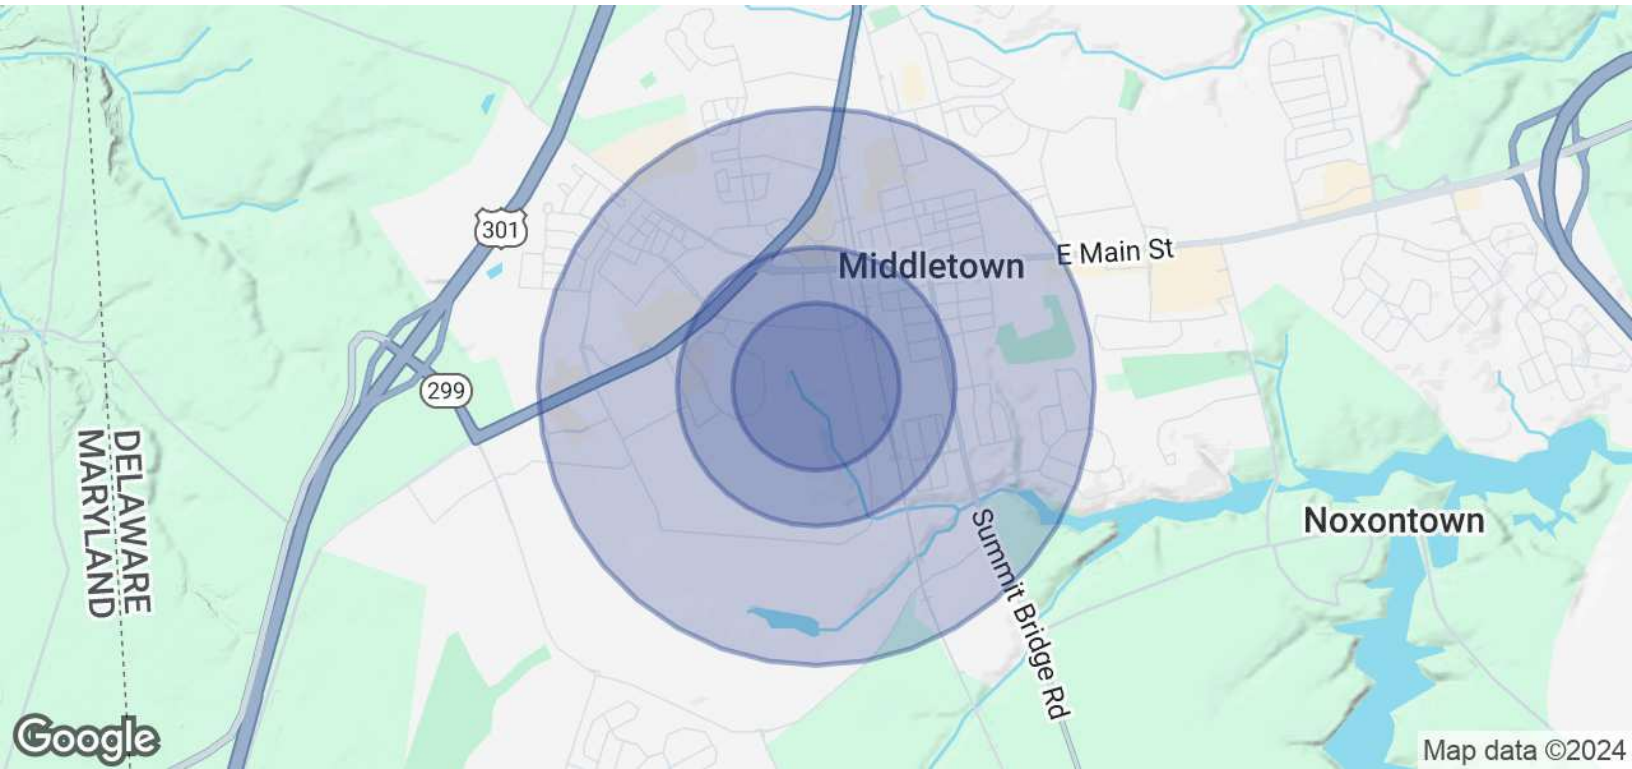 301
Middletown
E Main St
299
DELAWARE
MARYLAND
Noxontown
Summit Bridge Rd
Google
Map data ©2024